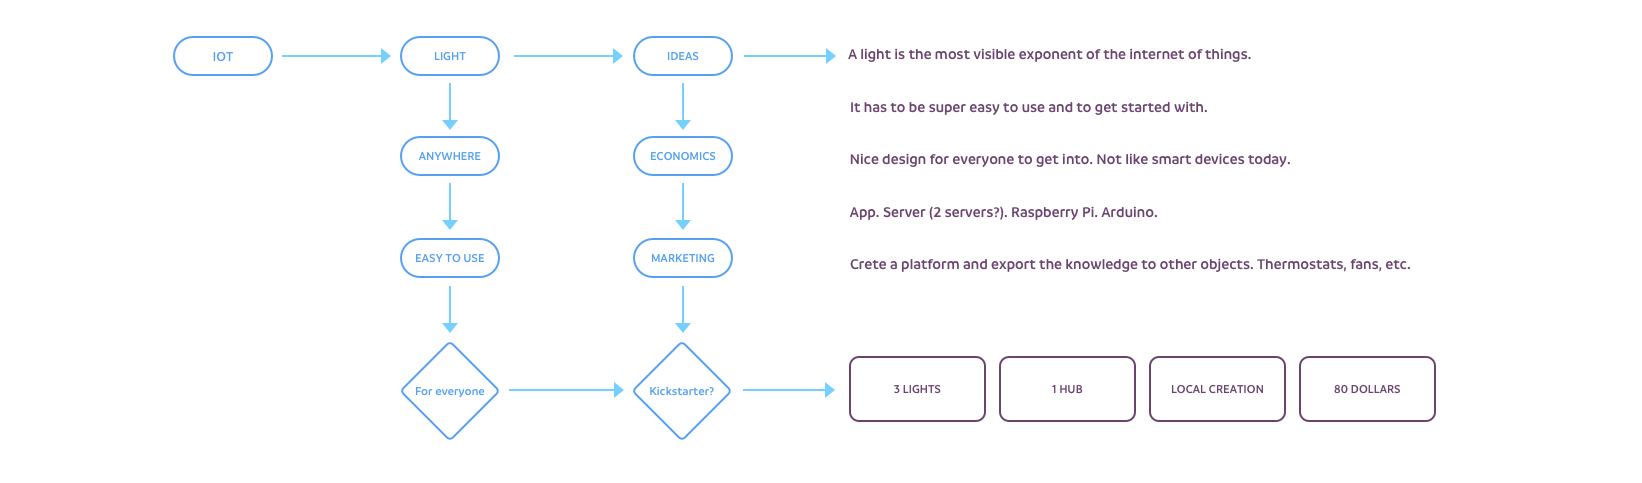 IOT
LIGHT
IDEAS
A light is the most visible exponent of the internet of things.
It has to be super easy to use and to get started with.
ANYWHERE
ECONOMICS
Nice design for everyone to get into. Not like smart devices today.
App. Server (2 servers?). Raspberry Pi. Arduino.
EASY TO USE
MARKETING
Crete a platform and export the knowledge to other objects. Thermostats, fans, etc.
For everyone
Kickstarter?
3 LIGHTS
1 HUB
LOCAL CREATION
80 DOLLARS